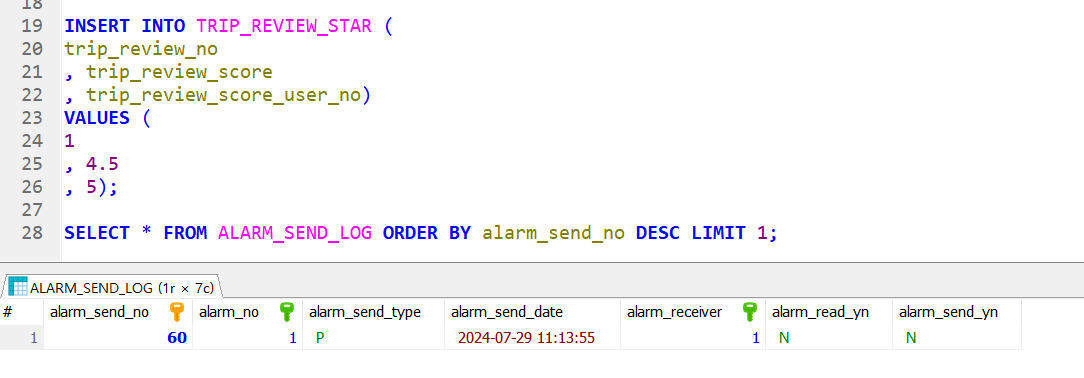 18
19 INSERT INTO TRIP_REVIEW_STAR (
20 trip_review_no
21 , trip_review_score
22 , trip_review_score_user_no)
23 VALUES (
24 1
25 , 4.5
26 , 5);
27
28 SELECT * FROM ALARM_SEND_LOG ORDER BY alarm_send_no DESC LIMIT 1;
ALARM_SEND_LOG (1r × 7c)
# alarm_send_no alarm_no alarm_send_type alarm_send_date alarm_receiver alarm_read_yn alarm_send_yn
1 60 1 P 2024-07-29 11:13:55 1 N N